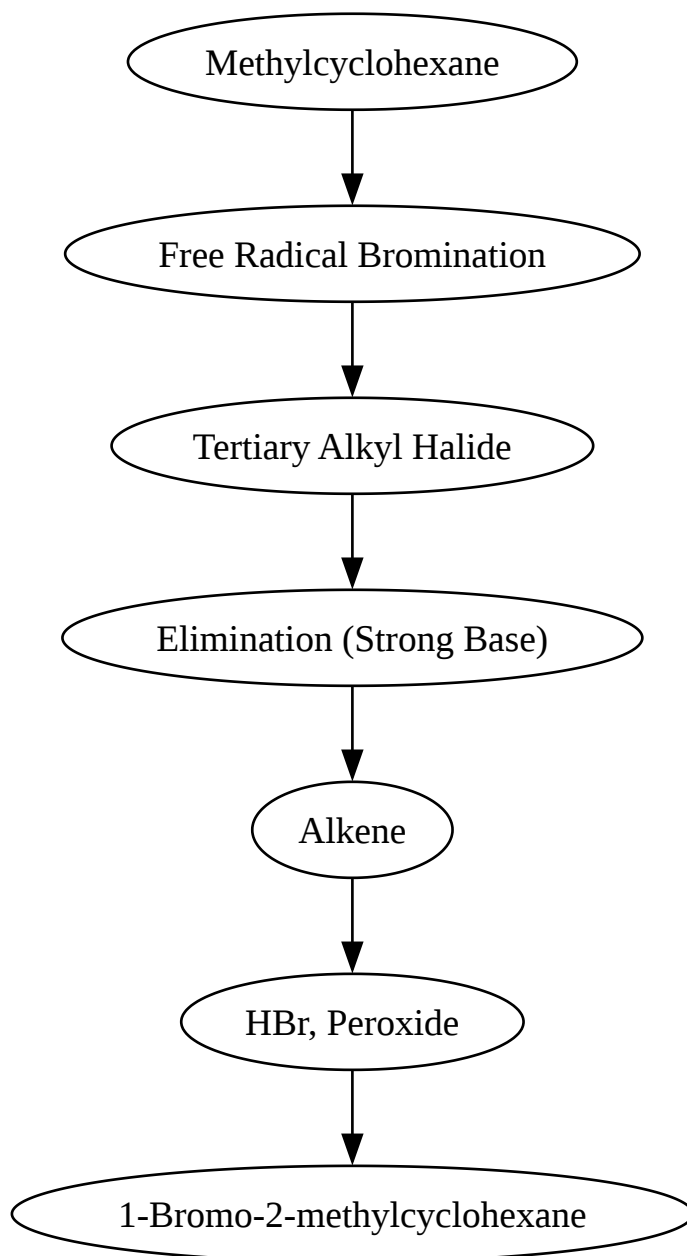 Methylcyclohexane
Free Radical Bromination
Tertiary Alkyl Halide
Elimination (Strong Base)
Alkene
HBr, Peroxide
1-Bromo-2-methylcyclohexane